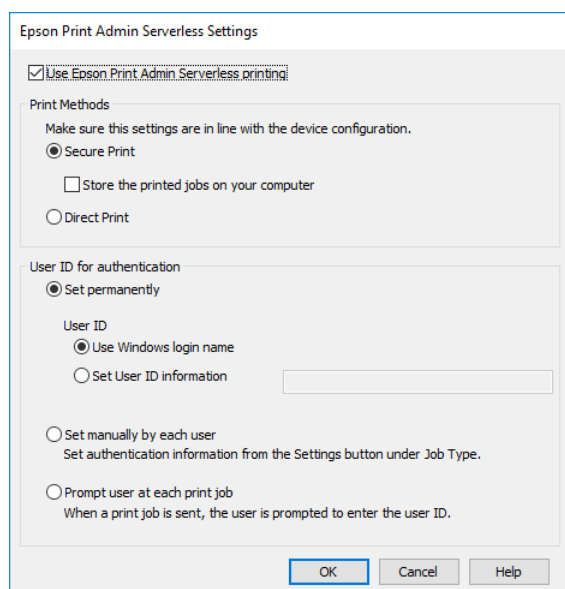 Epson Print Admin Serverless Settings
Use Epson Print Admin Serverless printing
Print Methods
Make sure this settings are in line with the device configuration.
Secure Print
Store the printed jobs on your computer
Direct Print
User ID for authentication
Set permanently
User ID
Use Windows login name
Set User ID information
Set manually by each user
Set authentication information from the Settings button under Job Type.
Prompt user at each print job
When a print job is sent, the user is prompted to enter the user ID.
OK Cancel Help